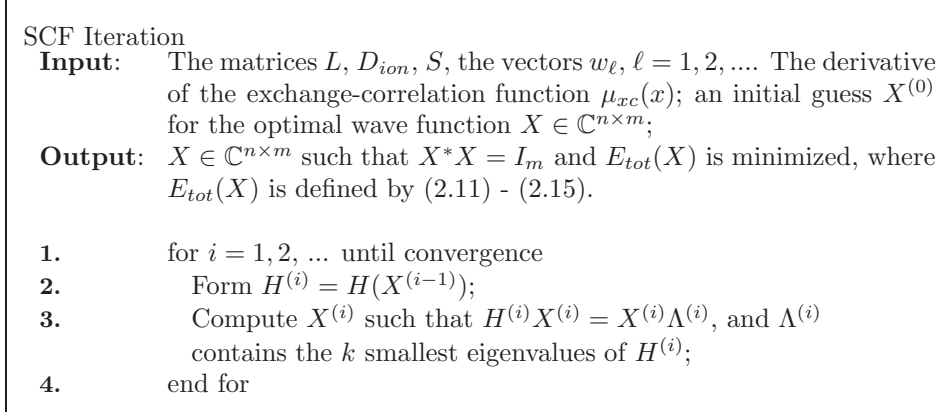 SCF Iteration
Input: The matrices L, D_{ion}, S, the vectors w_ℓ, ℓ = 1, 2, .... The derivative
of the exchange-correlation function μ_{xc}(x); an initial guess X^{(0)}
for the optimal wave function X ∈ ℂ^{n×m};
Output: X ∈ ℂ^{n×m} such that X*X = I_m and E_{tot}(X) is minimized, where
E_{tot}(X) is defined by (2.11) - (2.15).
1. for i = 1, 2, ... until convergence
2. Form H^{(i)} = H(X^{(i−1)});
3. Compute X^{(i)} such that H^{(i)}X^{(i)} = X^{(i)}Λ^{(i)}, and Λ^{(i)}
contains the k smallest eigenvalues of H^{(i)};
4. end for